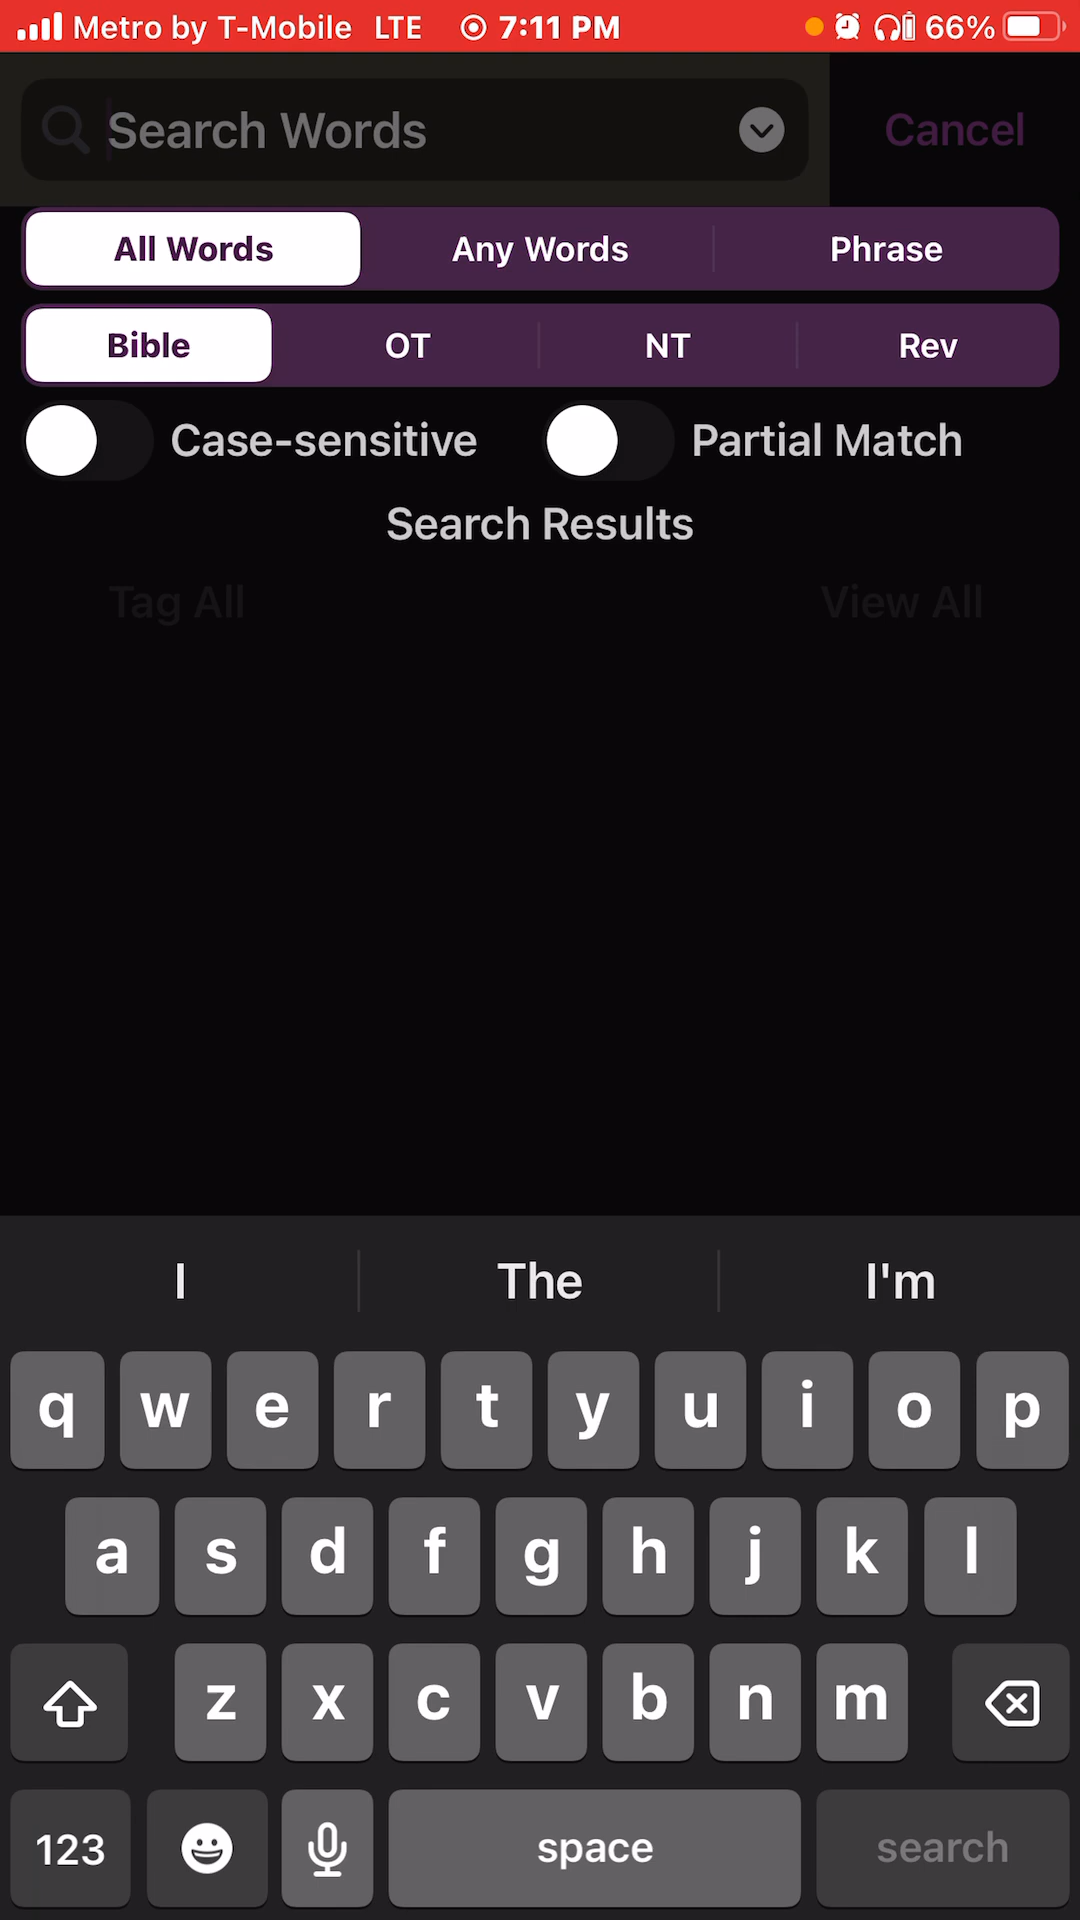 Metro by T-Mobile LTE 7:11 PM 66%
Search Words Cancel
All Words Any Words Phrase
Bible OT NT Rev
Case-sensitive Partial Match
Search Results
Tag All View All
I The I'm
q w e r t y u i o p
a s d f g h j k l
z x c v b n m
123 space search